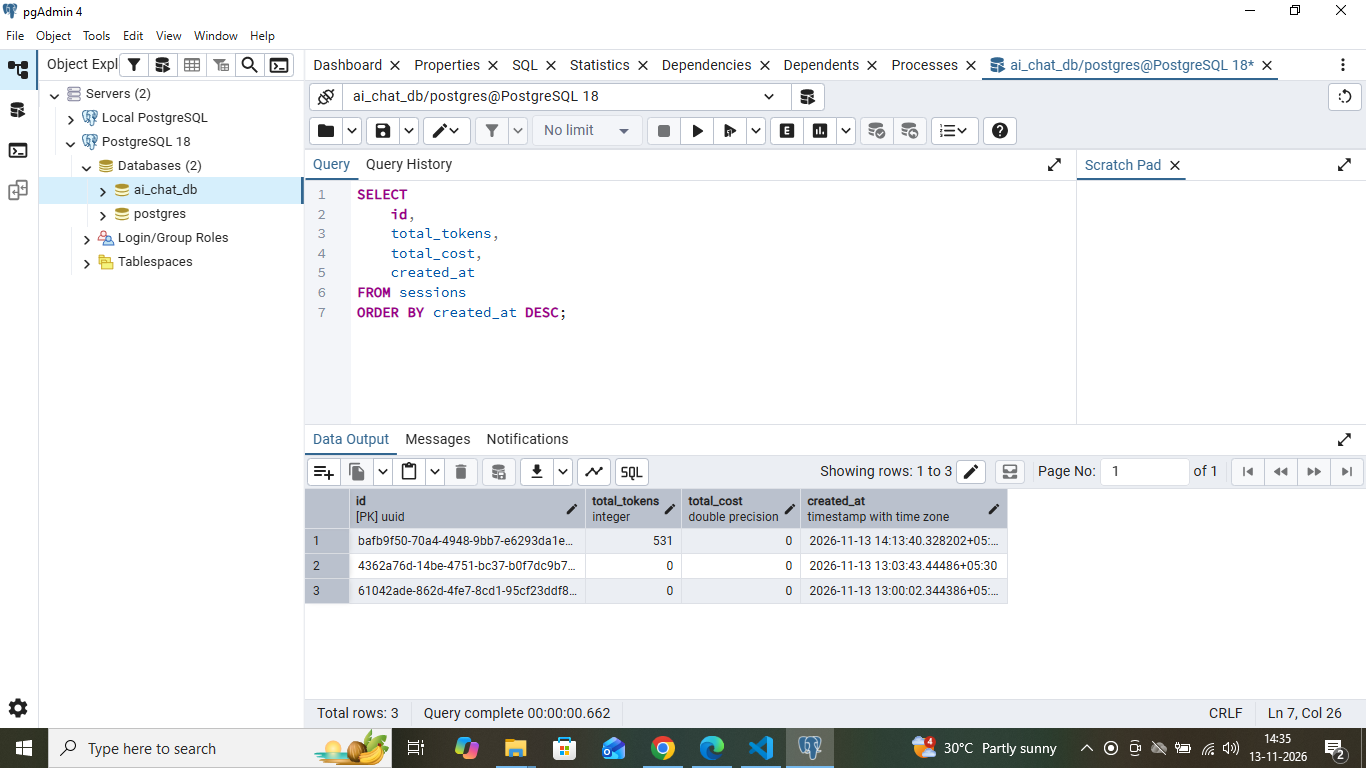 pgAdmin 4
File Object Tools Edit View Window Help
Object Expl
Servers (2)
Local PostgreSQL
PostgreSQL 18
Databases (2)
ai_chat_db
postgres
Login/Group Roles
Tablespaces
Dashboard Properties SQL Statistics Dependencies Dependents Processes ai_chat_db/postgres@PostgreSQL 18*
ai_chat_db/postgres@PostgreSQL 18
No limit E
Query Query History
Scratch Pad
1 SELECT
2 id,
3 total_tokens,
4 total_cost,
5 created_at
6 FROM sessions
7 ORDER BY created_at DESC;
Data Output Messages Notifications
SQL Showing rows: 1 to 3 Page No: 1 of 1
id total_tokens total_cost created_at
[PK] uuid integer double precision timestamp with time zone
1 bafb9f50-70a4-4948-9bb7-e6293da1e... 531 0 2026-11-13 14:13:40.328202+05:...
2 4362a76d-14be-4751-bc37-b0f7dc9b7... 0 0 2026-11-13 13:03:43.44486+05:30
3 61042ade-862d-4fe7-8cd1-95cf23ddf8... 0 0 2026-11-13 13:00:02.344386+05:...
Total rows: 3 Query complete 00:00:00.662 CRLF Ln 7, Col 26
Type here to search
4 30°C Partly sunny
14:35
13-11-2026
2